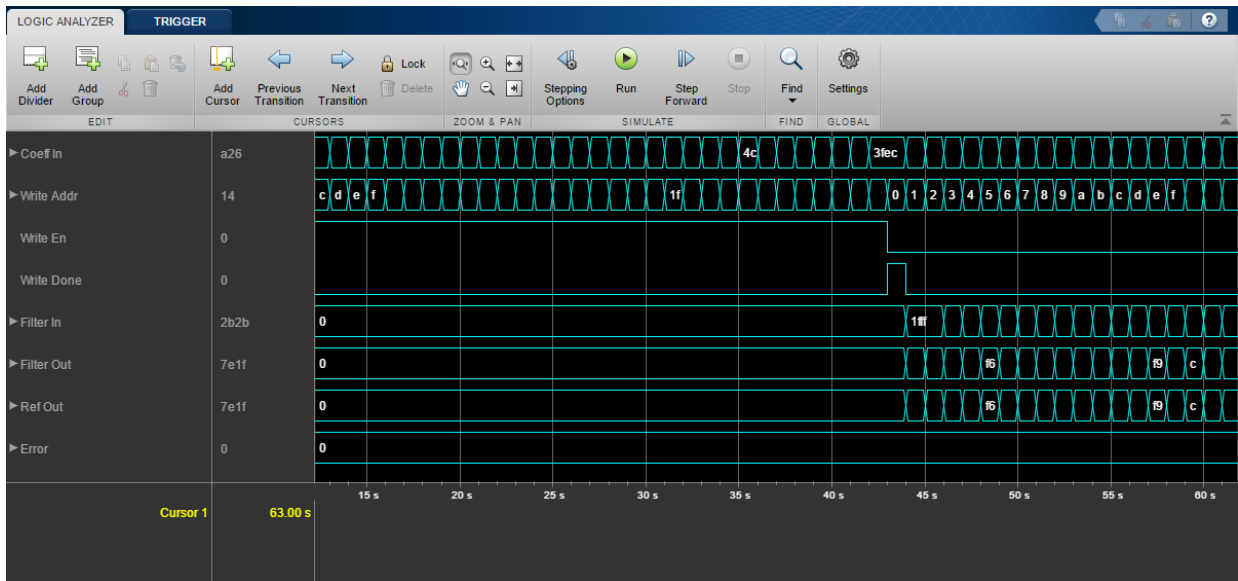 LOGIC ANALYZER TRIGGER
?
Add Divider
Add Group
Add Cursor
Previous Transition
Next Transition
Lock
Delete
Stepping Options
Run
Step Forward
Stop
Find
Settings
EDIT CURSORS ZOOM & PAN SIMULATE FIND GLOBAL
Coeff In a26 4c 3fec
Write Addr 14 c d e f 1f 0 1 2 3 4 5 6 7 8 9 a b c d e f
Write En 0
Write Done 0
Filter In 2b2b 0 1fff
Filter Out 7e1f 0 f6 f9 c
Ref Out 7e1f 0 f6 f9 c
Error 0 0
15 s 20 s 25 s 30 s 35 s 40 s 45 s 50 s 55 s 60 s
Cursor 1 63.00 s